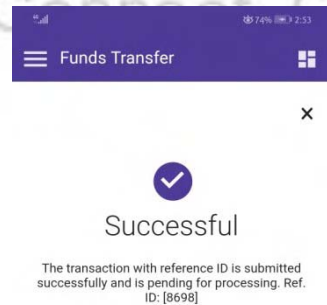 74% 2:53
Funds Transfer
Successful
The transaction with reference ID is submitted
successfully and is pending for processing. Ref.
ID: [8698]